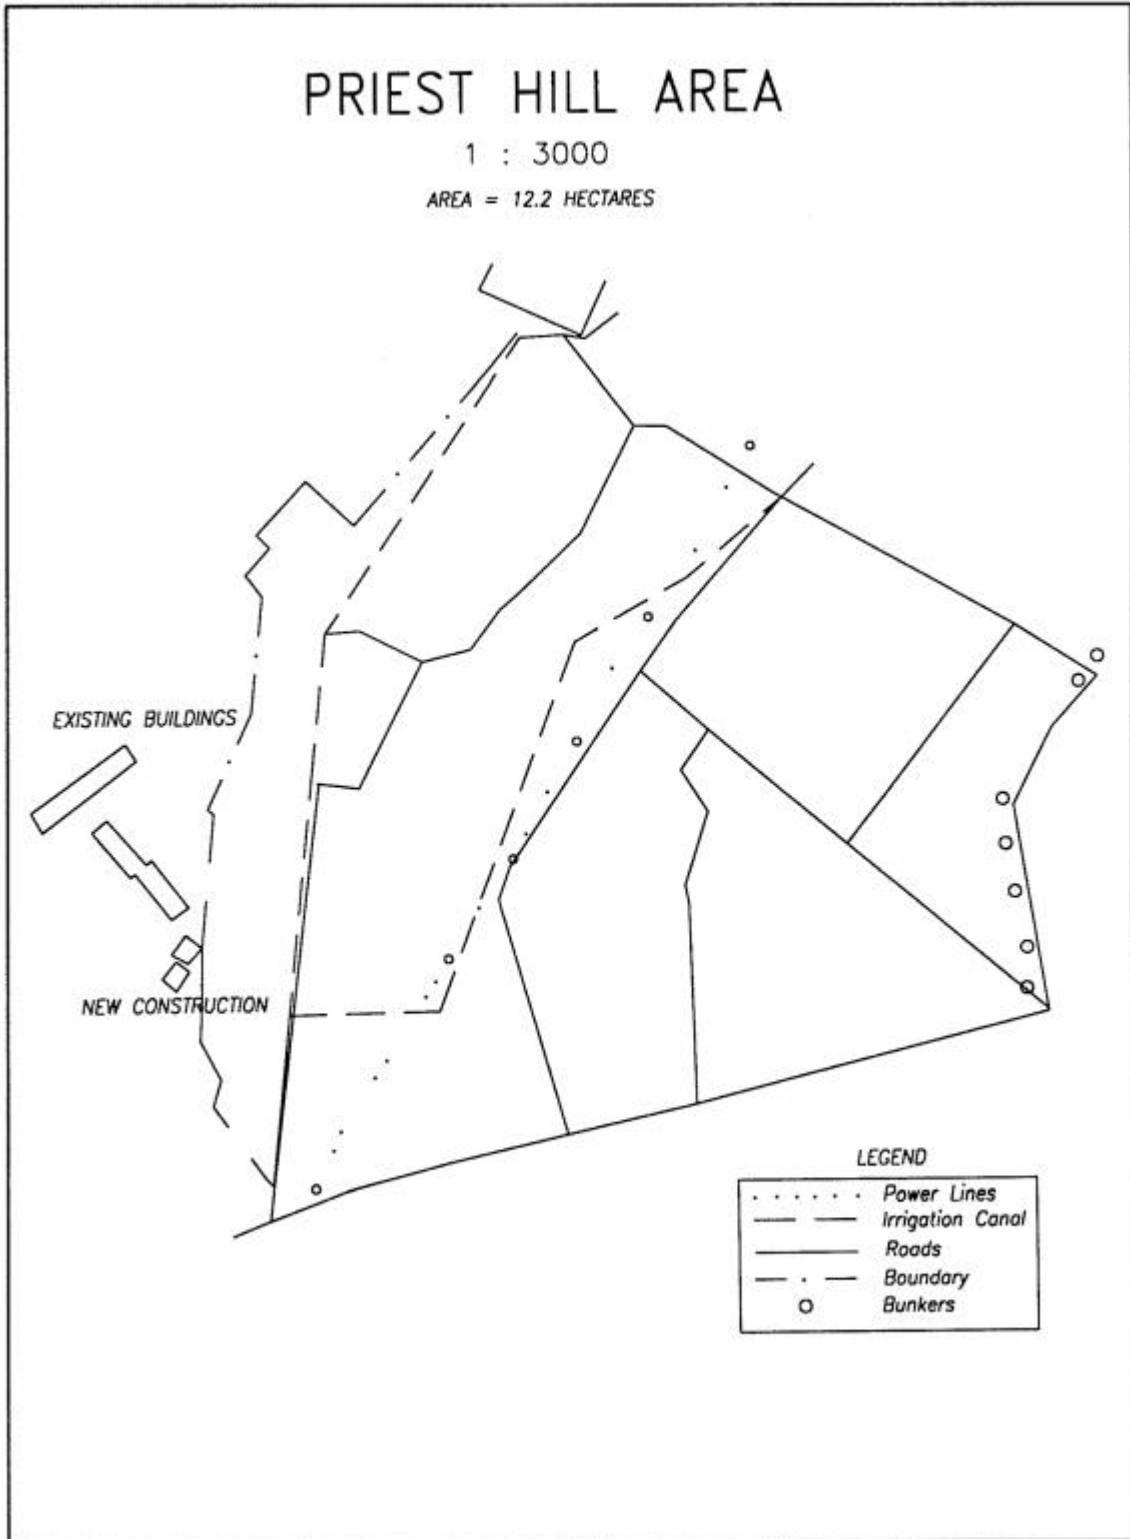 PRIEST HILL AREA
1 : 3000
AREA = 12.2 HECTARES
EXISTING BUILDINGS
NEW CONSTRUCTION
LEGEND
Power Lines
Irrigation Canal
Roads
Boundary
Bunkers